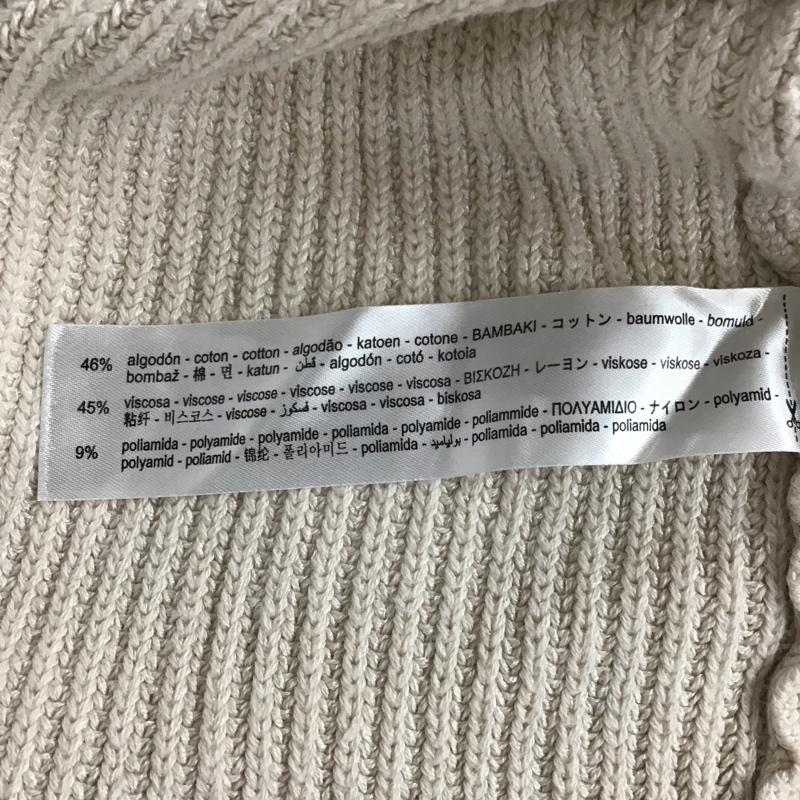 46% algodón - coton - cotton - algodão - katoen - cotone - BAMBAKI - コットン - baumwolle - bomuld -
bombaž - 棉 - 면 - katun - قطن - algodón - cotó - kotoia
45% viscosa - viscose - viscose - viscose - viscose - viscosa - ΒΙΣΚΟΖΗ - レーヨン - viskose - viskose - viskoza -
粘纤 - 비스코스 - viscose - فسكوز - viscosa - viscosa - biskosa
9% poliamida - polyamide - polyamide - poliamida - polyamide - poliammide - ΠΟΛΥΑΜΙΔΙΟ - ナイロン - polyamid -
polyamid - poliamid - 锦纶 - 폴리아미드 - poliamida - بولياميد - poliamida - poliamida - poliamida